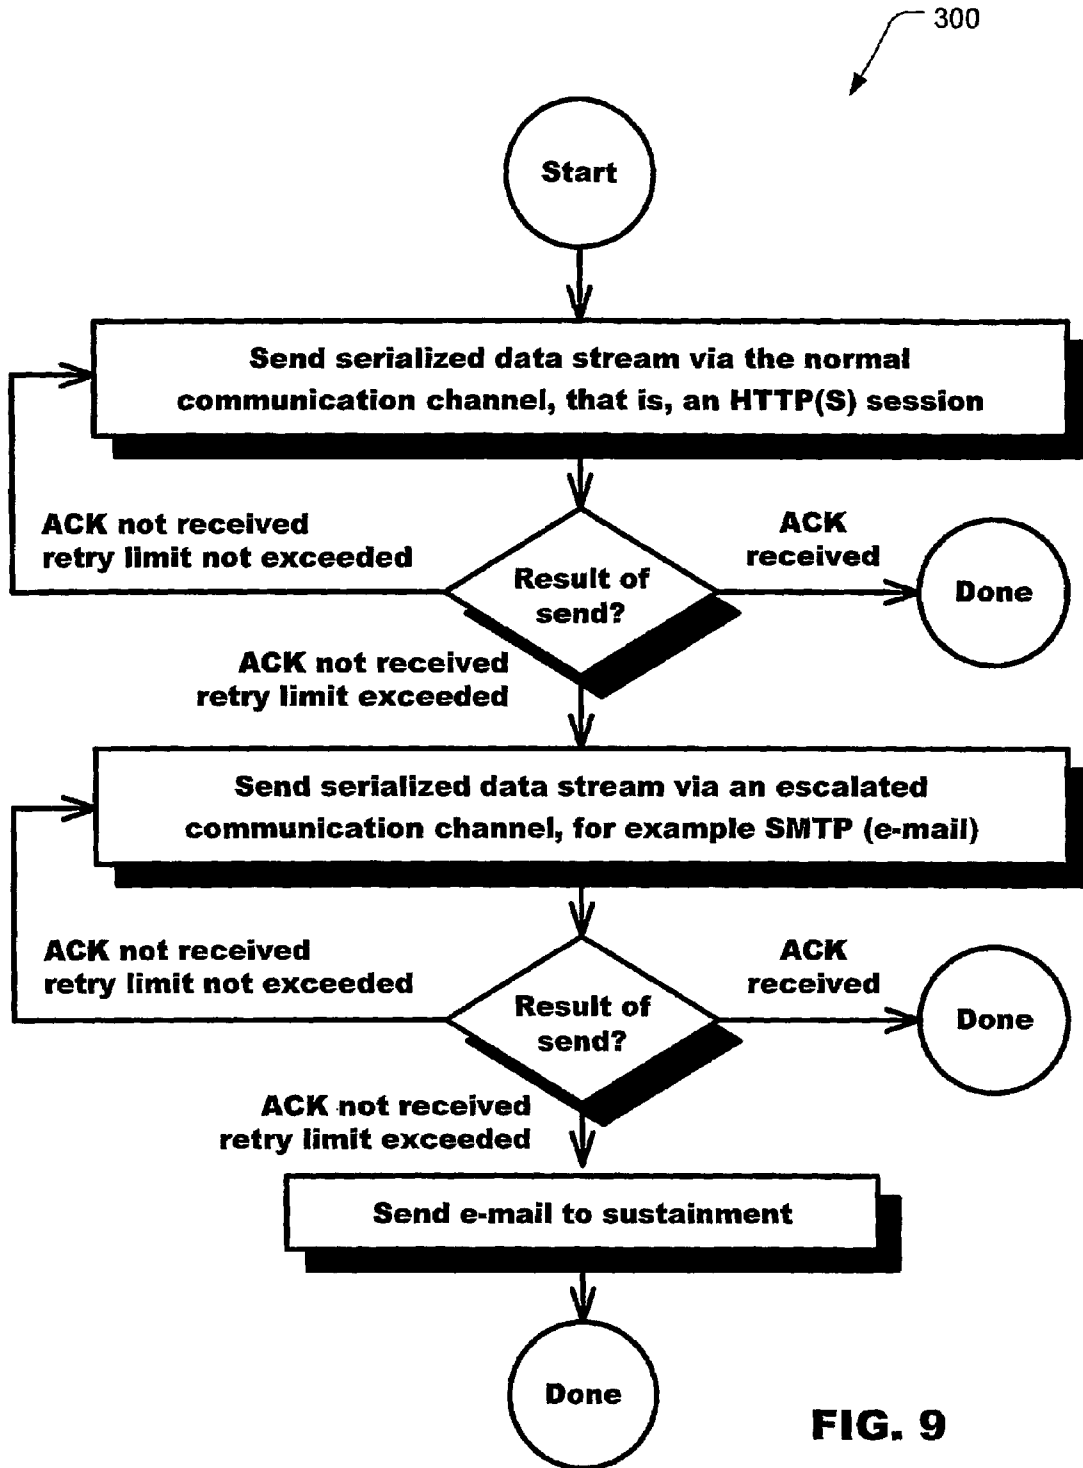 300
Start
Send serialized data stream via the normal
communication channel, that is, an HTTP(S) session
ACK not received
retry limit not exceeded
Result of
send?
ACK
received
Done
ACK not received
retry limit exceeded
Send serialized data stream via an escalated
communication channel, for example SMTP (e-mail)
ACK not received
retry limit not exceeded
Result of
send?
ACK
received
Done
ACK not received
retry limit exceeded
Send e-mail to sustainment
Done
FIG. 9